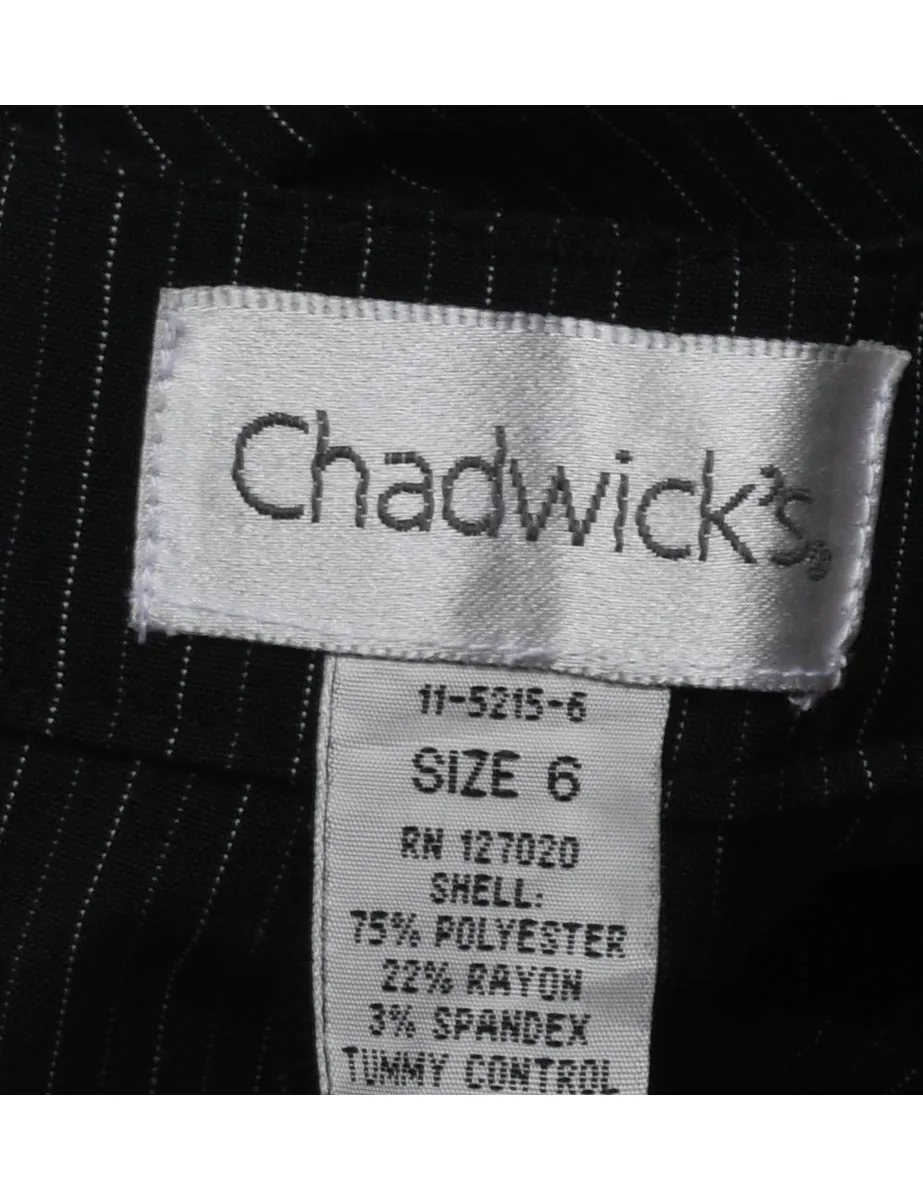 Chadwick's®
11-5215-6
SIZE 6
RN 127020
SHELL:
75% POLYESTER
22% RAYON
3% SPANDEX
TUMMY CONTROL